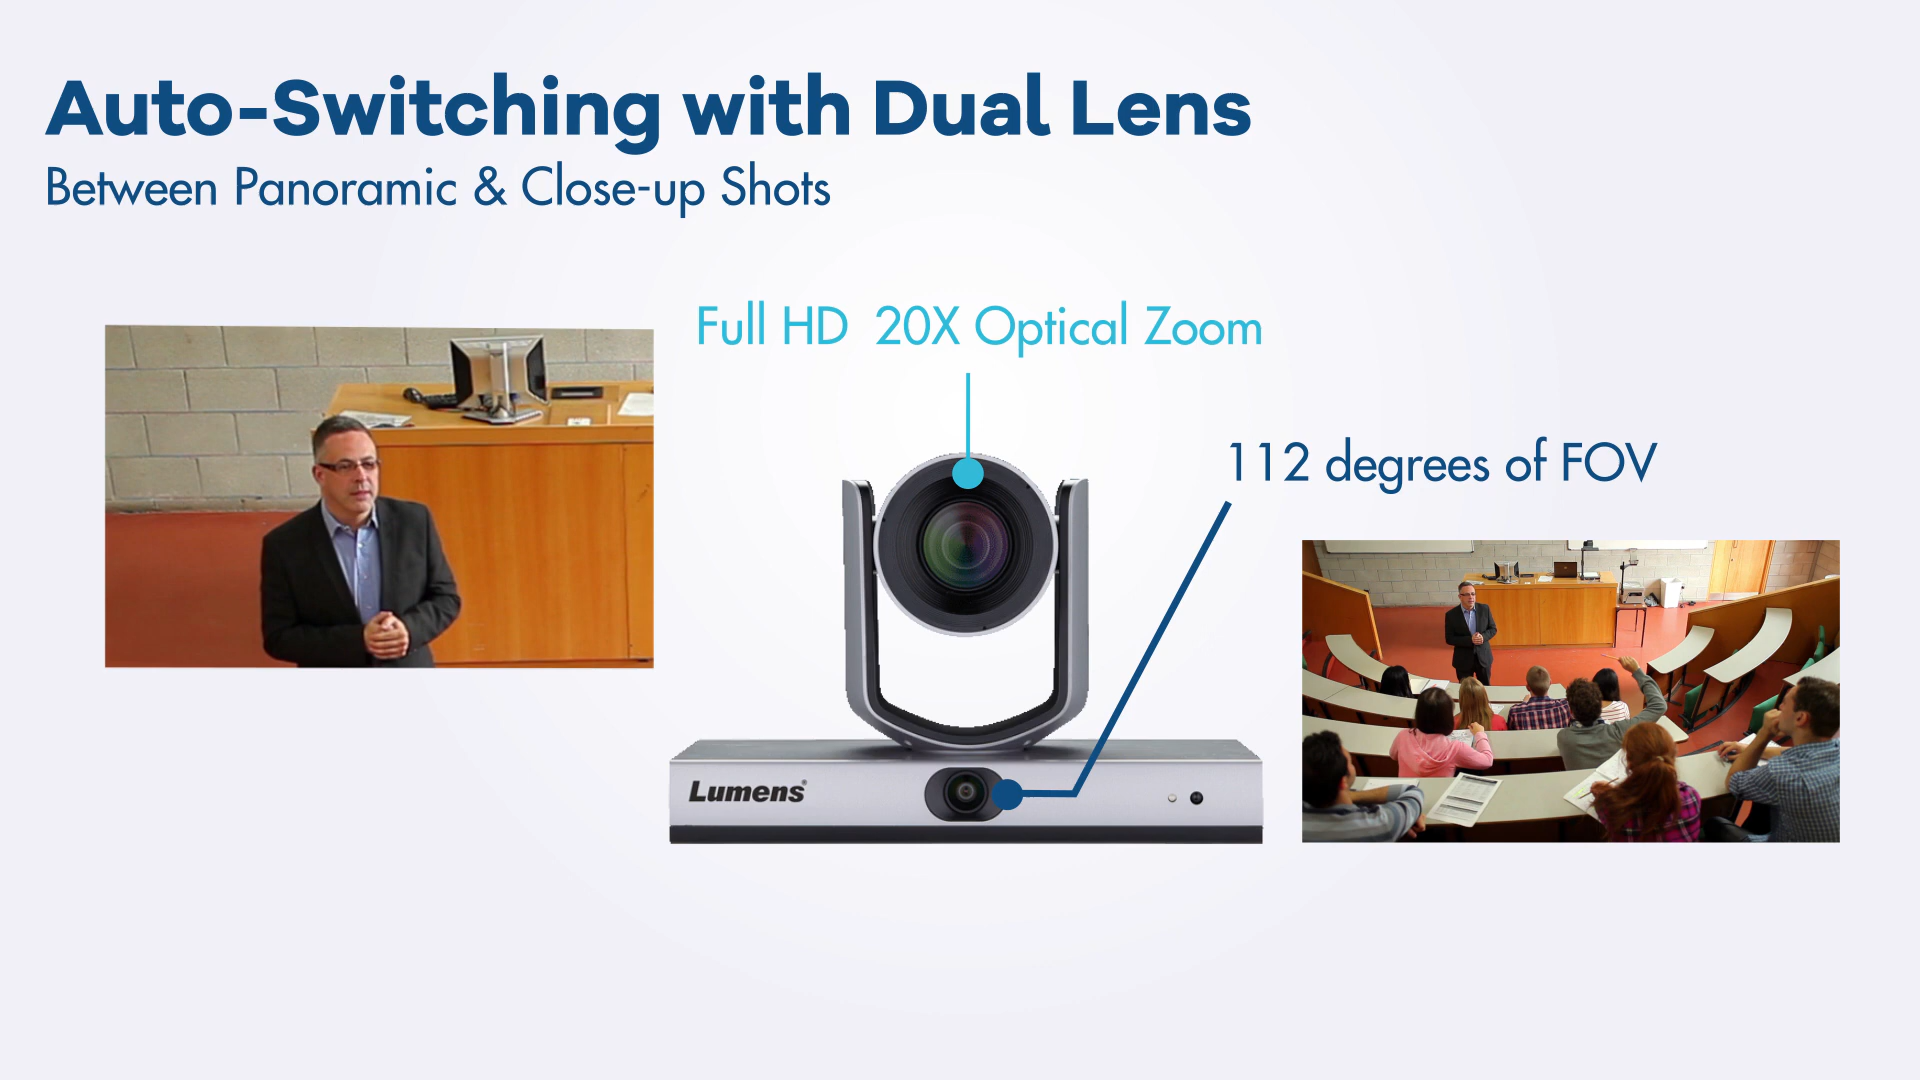 Auto-Switching with Dual Lens
Between Panoramic & Close-up Shots
Full HD 20X Optical Zoom
112 degrees of FOV
Lumens®